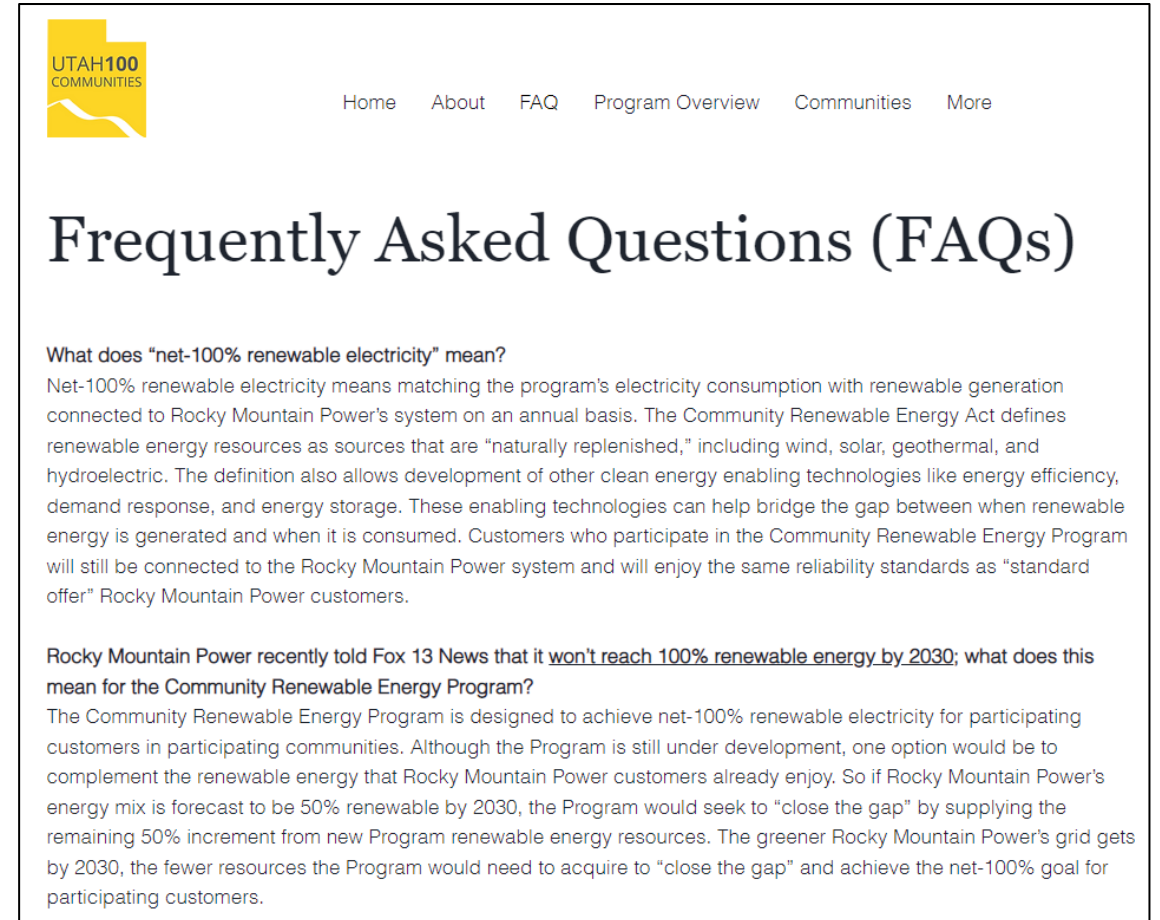 UTAH100
COMMUNITIES
Home About FAQ Program Overview Communities More
Frequently Asked Questions (FAQs)
What does “net-100% renewable electricity” mean?
Net-100% renewable electricity means matching the program’s electricity consumption with renewable generation
connected to Rocky Mountain Power’s system on an annual basis. The Community Renewable Energy Act defines
renewable energy resources as sources that are “naturally replenished,” including wind, solar, geothermal, and
hydroelectric. The definition also allows development of other clean energy enabling technologies like energy efficiency,
demand response, and energy storage. These enabling technologies can help bridge the gap between when renewable
energy is generated and when it is consumed. Customers who participate in the Community Renewable Energy Program
will still be connected to the Rocky Mountain Power system and will enjoy the same reliability standards as “standard
offer” Rocky Mountain Power customers.
Rocky Mountain Power recently told Fox 13 News that it won’t reach 100% renewable energy by 2030; what does this
mean for the Community Renewable Energy Program?
The Community Renewable Energy Program is designed to achieve net-100% renewable electricity for participating
customers in participating communities. Although the Program is still under development, one option would be to
complement the renewable energy that Rocky Mountain Power customers already enjoy. So if Rocky Mountain Power’s
energy mix is forecast to be 50% renewable by 2030, the Program would seek to “close the gap” by supplying the
remaining 50% increment from new Program renewable energy resources. The greener Rocky Mountain Power’s grid gets
by 2030, the fewer resources the Program would need to acquire to “close the gap” and achieve the net-100% goal for
participating customers.